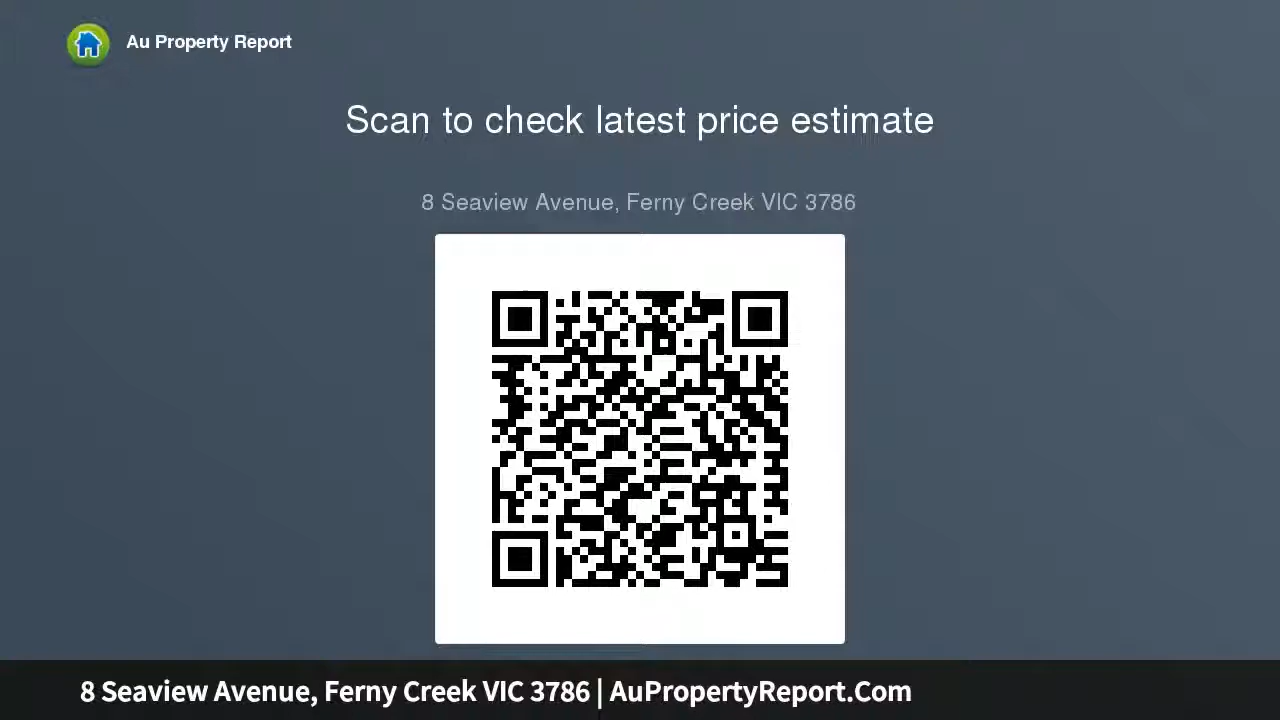 Au Property Report
Scan to check latest price estimate
8 Seaview Avenue, Ferny Creek VIC 3786
8 Seaview Avenue, Ferny Creek VIC 3786 | AuPropertyReport.Com